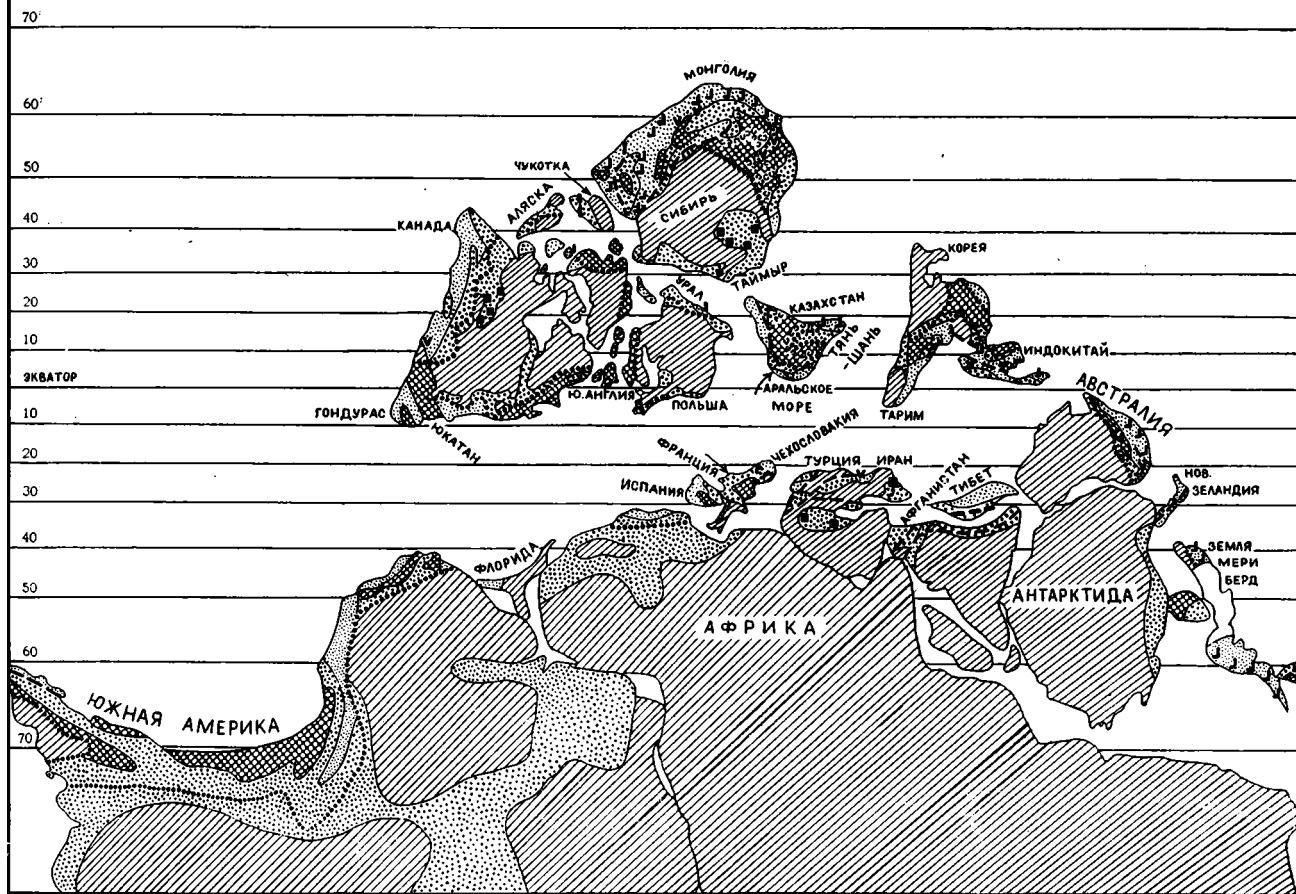 70°
МОНГОЛИЯ
60°
50
ЧУКОТКА
АЛЯСКА
СИБИРЬ
40
КАНАДА
КОРЕЯ
30
ТАЙМЫР
УРАЛ
20
КАЗАХСТАН
ТЯНЬ
-ШАНЬ
10
ИНДОКИТАЙ
ЭКВАТОР
АВСТРАЛИЯ
Ю. АНГЛИЯ
ПОЛЬША
АРАЛЬСКОЕ
МОРЕ
ТАРИМ
ГОНДУРАС
10
ЮКАТАН
ФРАНЦИЯ
ЧЕХОСЛОВАКИЯ
20
ТУРЦИЯ
ИРАН
АФГАНИСТАН
ТИБЕТ
НОВ.
ЗЕЛАНДИЯ
ИСПАНИЯ
30
40
ФЛОРИДА
ЗЕМЛЯ
МЕРИ
БЕРД
50
АНТАРКТИДА
АФРИКА
60
ЮЖНАЯ АМЕРИКА
70